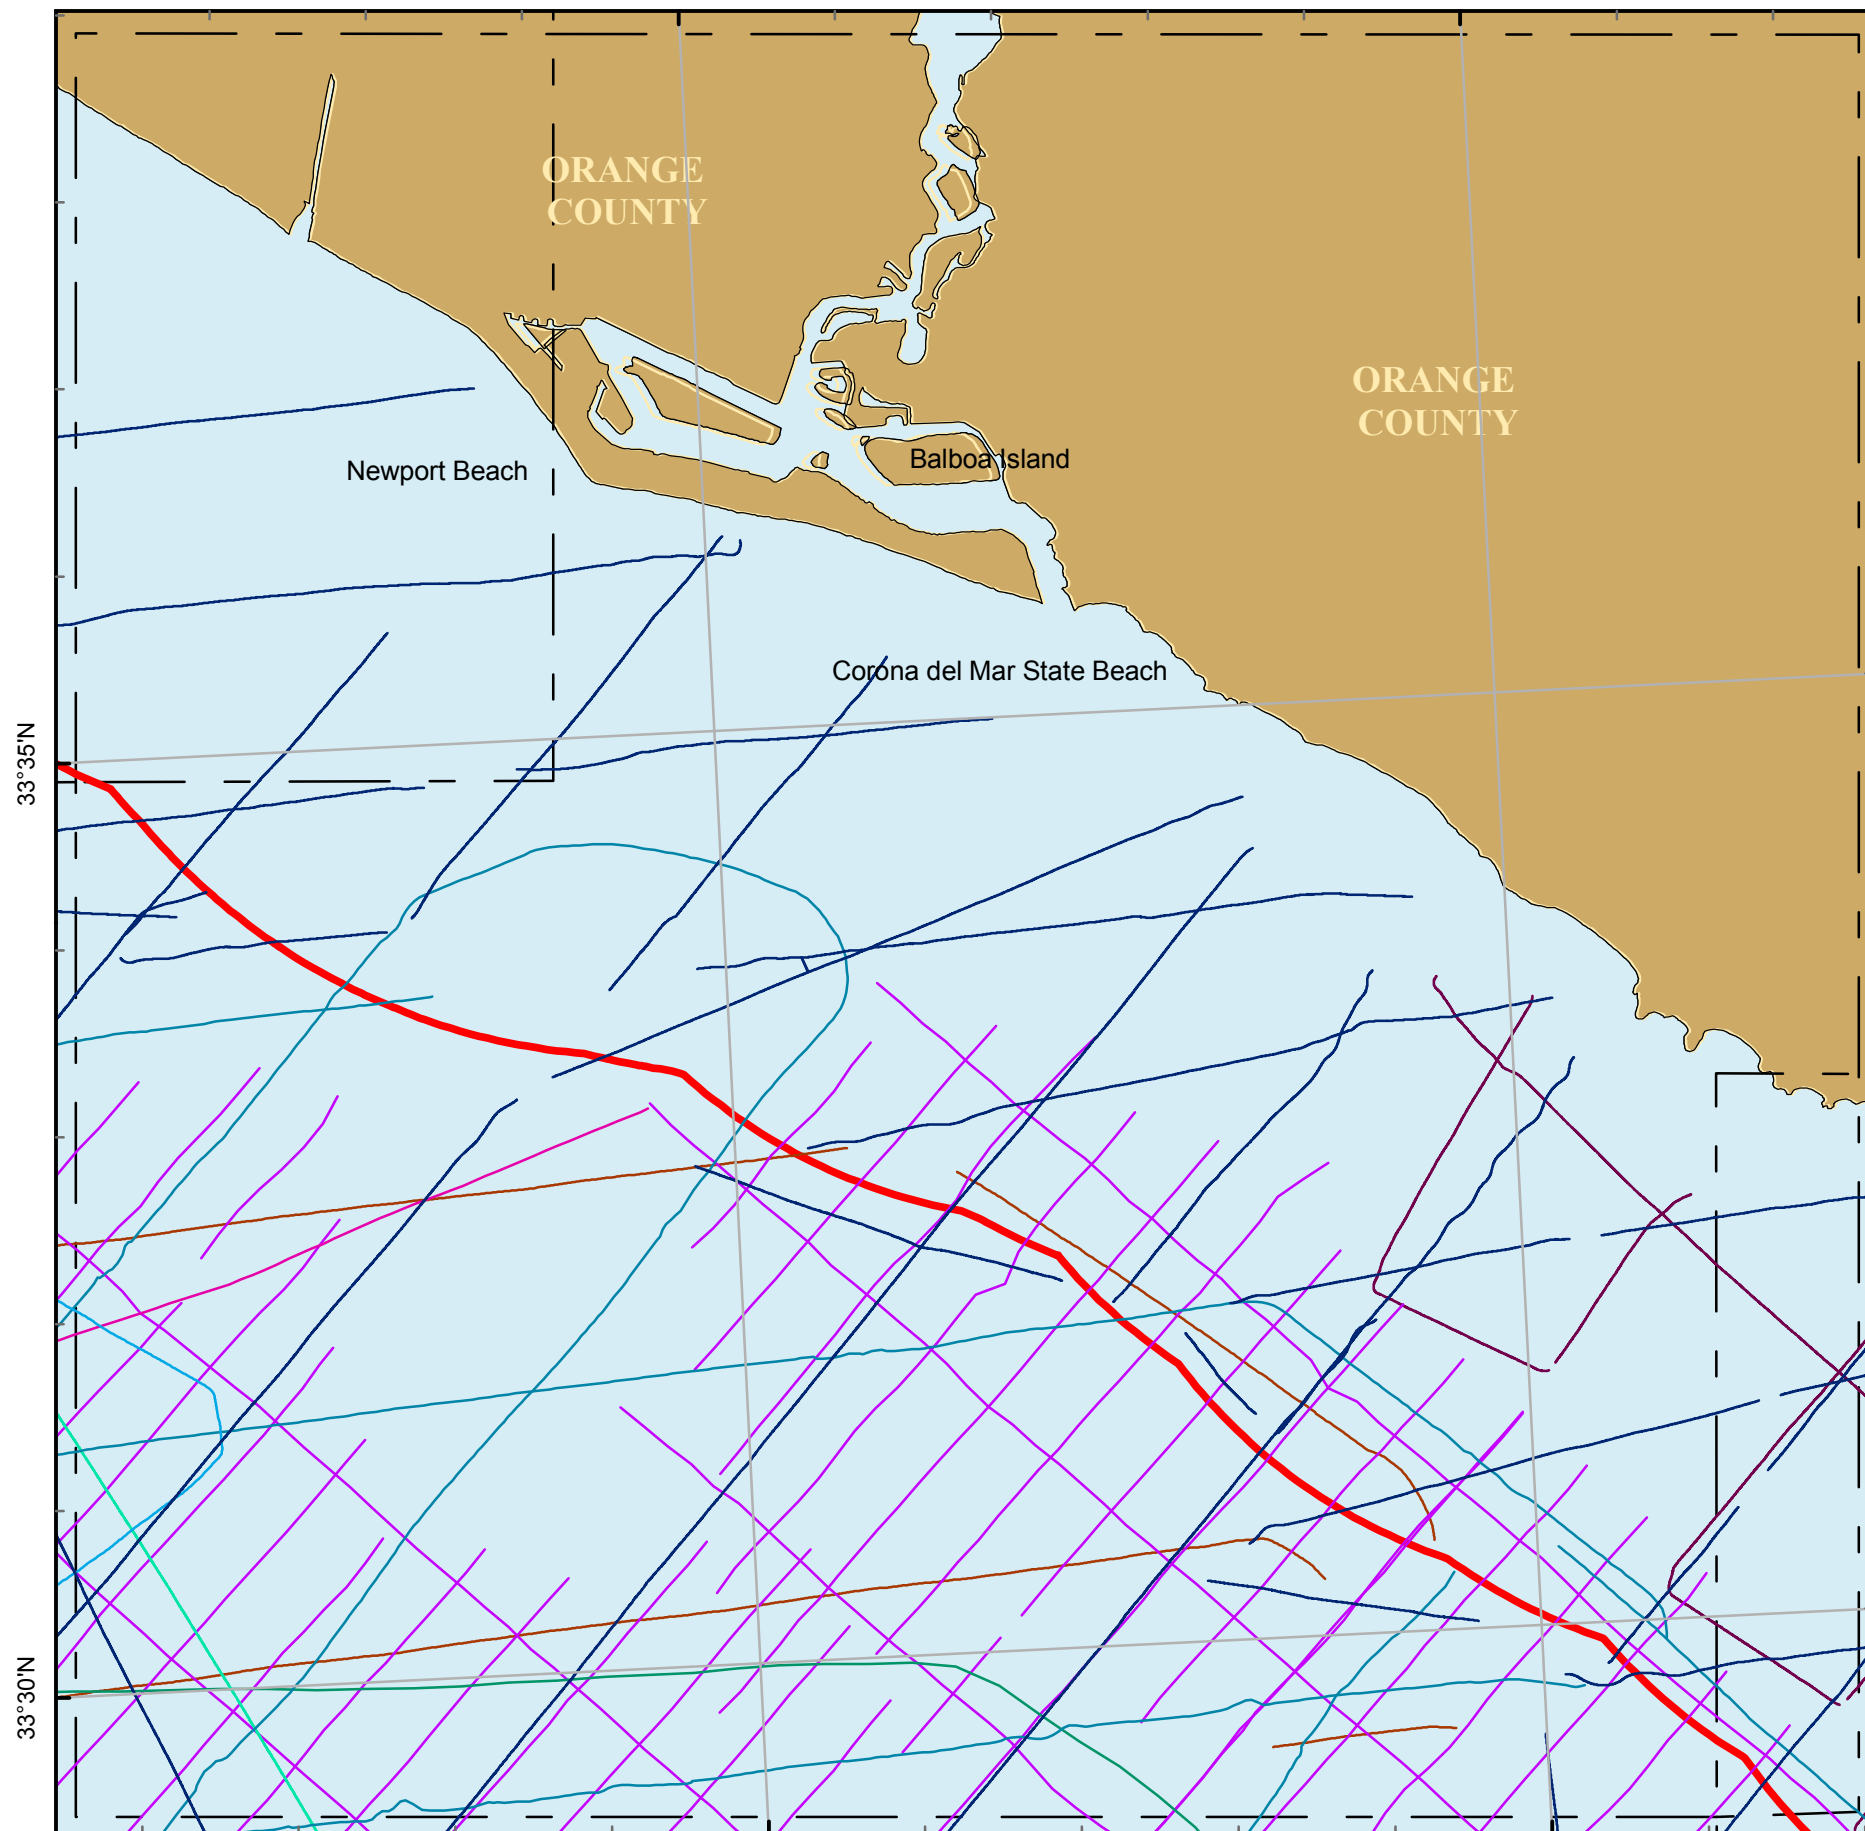 ORANGE
COUNTY
ORANGE
COUNTY
Newport Beach
Balboa Island
Corona del Mar State Beach
33°35'N
33°30'N